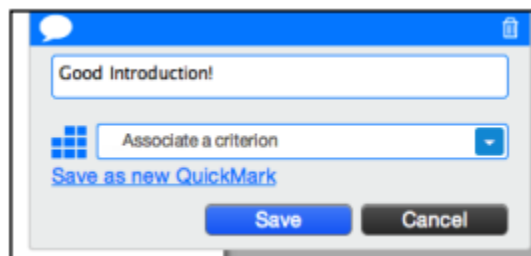 Good Introduction!
Associate a criterion
Save as new QuickMark
Save Cancel